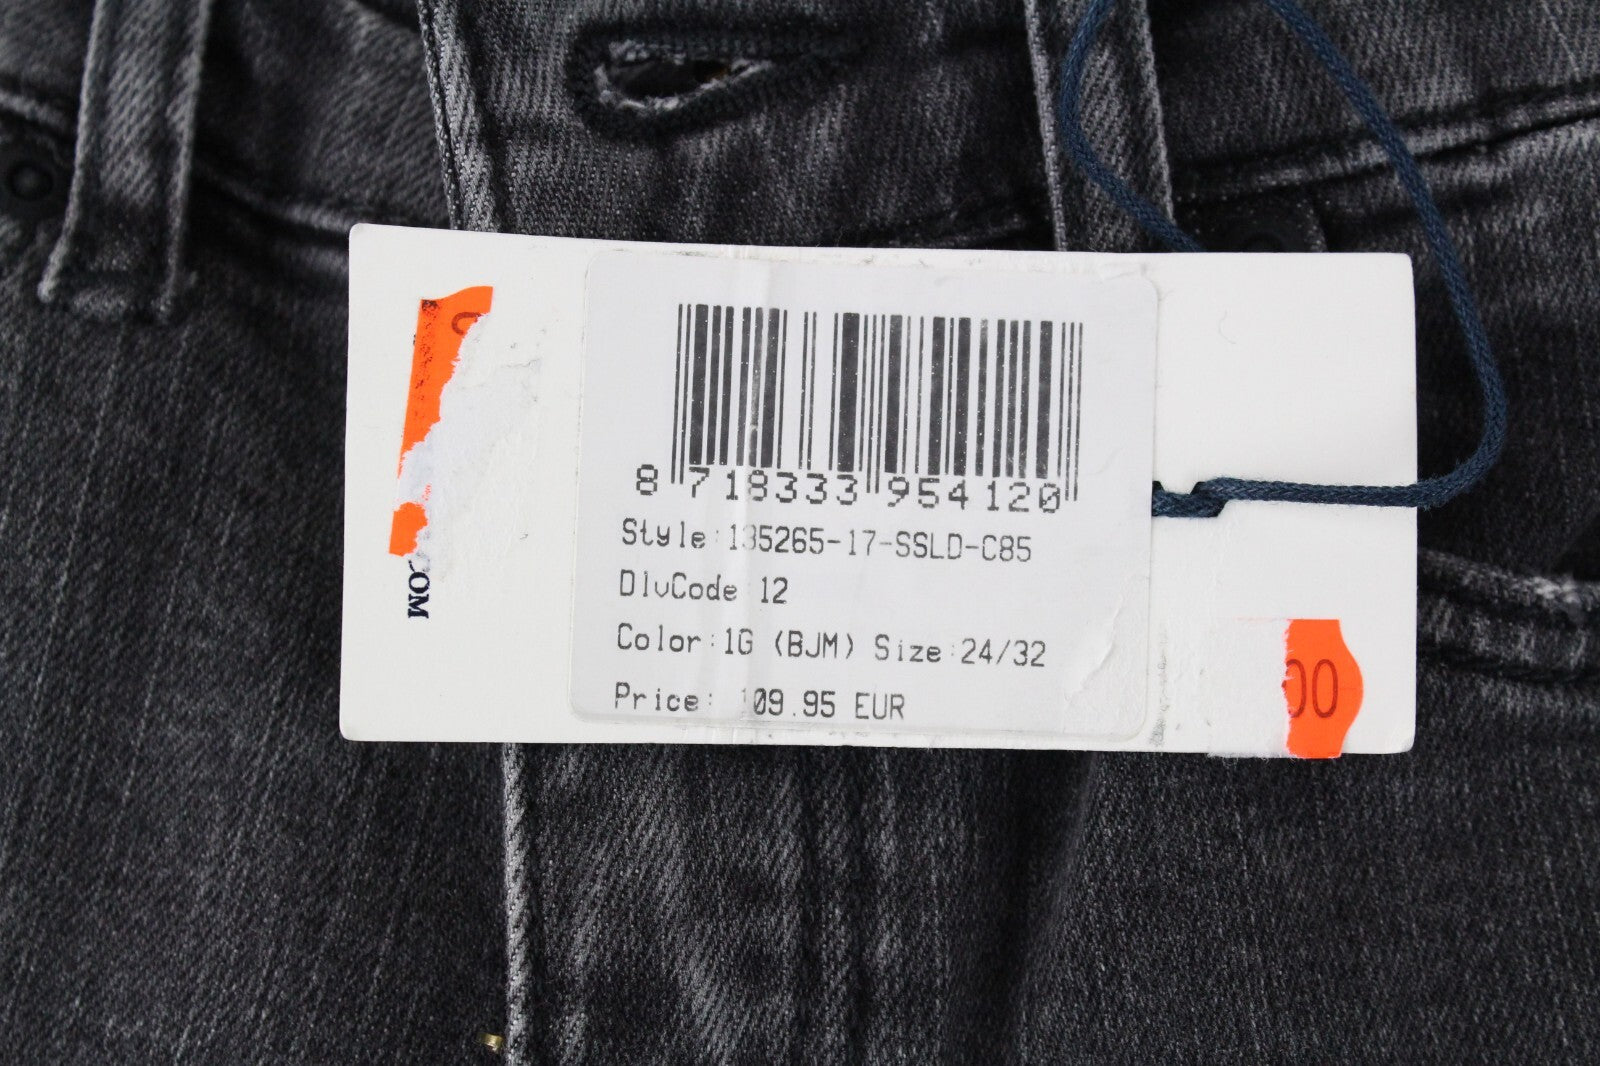 8 718333 954120
Style: 135265-17-SSLD-C85
DlvCode 12
Color: 1G (BJM) Size: 24/32
Price: 109.95 EUR
.COM
00